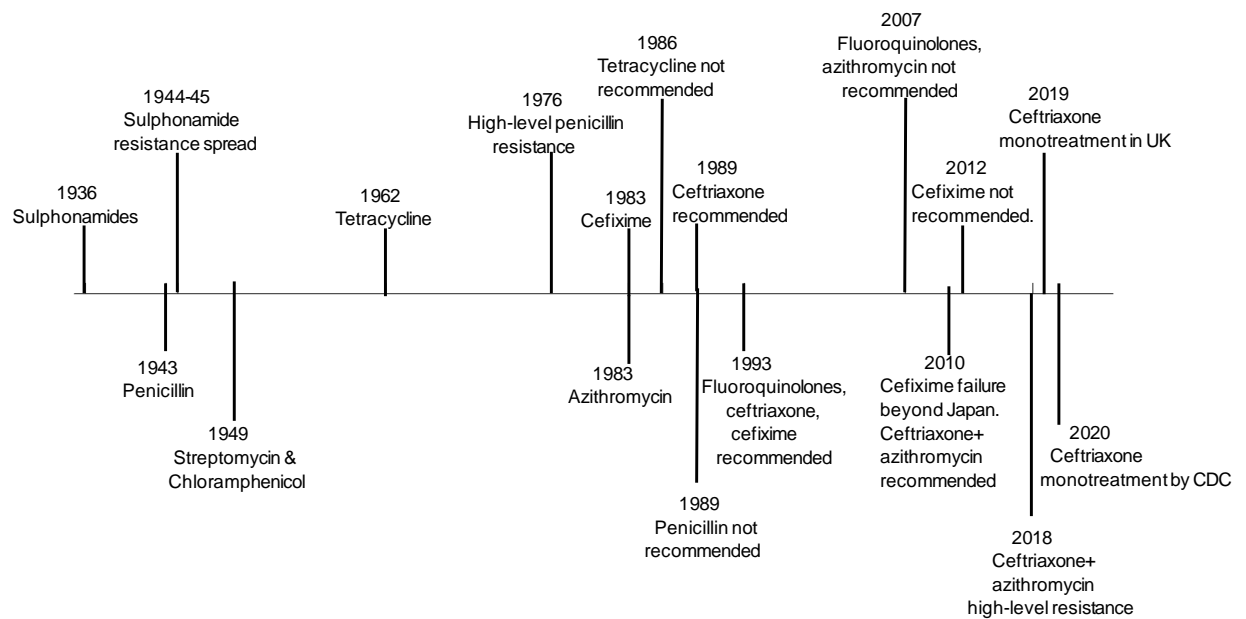 1936
Sulphonamides
1944-45
Sulphonamide
resistance spread
1962
Tetracycline
1976
High-level penicillin
resistance
1983
Cefixime
1986
Tetracycline not
recommended
1989
Ceftriaxone
recommended
2007
Fluoroquinolones,
azithromycin not
recommended
2012
Cefixime not
recommended.
2019
Ceftriaxone
monotreatment in UK
1943
Penicillin
1949
Streptomycin &
Chloramphenicol
1983
Azithromycin
1989
Penicillin not
recommended
1993
Fluoroquinolones,
ceftriaxone,
cefixime
recommended
2010
Cefixime failure
beyond Japan.
Ceftriaxone+
azithromycin
recommended
2018
Ceftriaxone+
azithromycin
high-level resistance
2020
Ceftriaxone
monotreatment by CDC